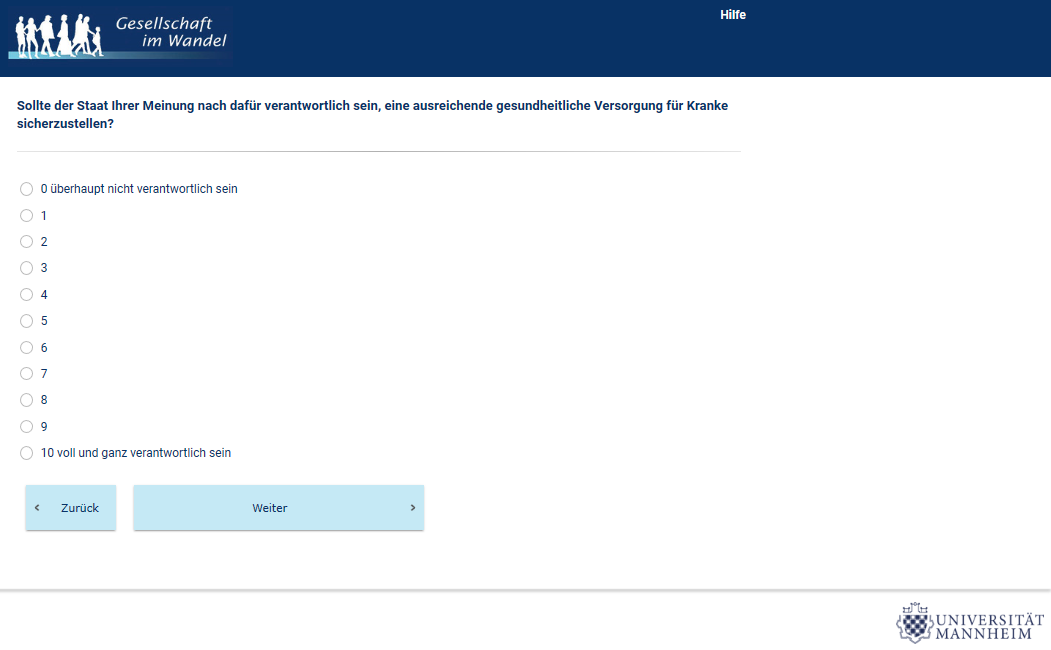 Gesellschaft
im Wandel
Hilfe
Sollte der Staat Ihrer Meinung nach dafür verantwortlich sein, eine ausreichende gesundheitliche Versorgung für Kranke
sicherzustellen?
0 überhaupt nicht verantwortlich sein
1
2
3
4
5
6
7
8
9
10 voll und ganz verantwortlich sein
‹ Zurück
Weiter ›
UNIVERSITÄT
MANNHEIM